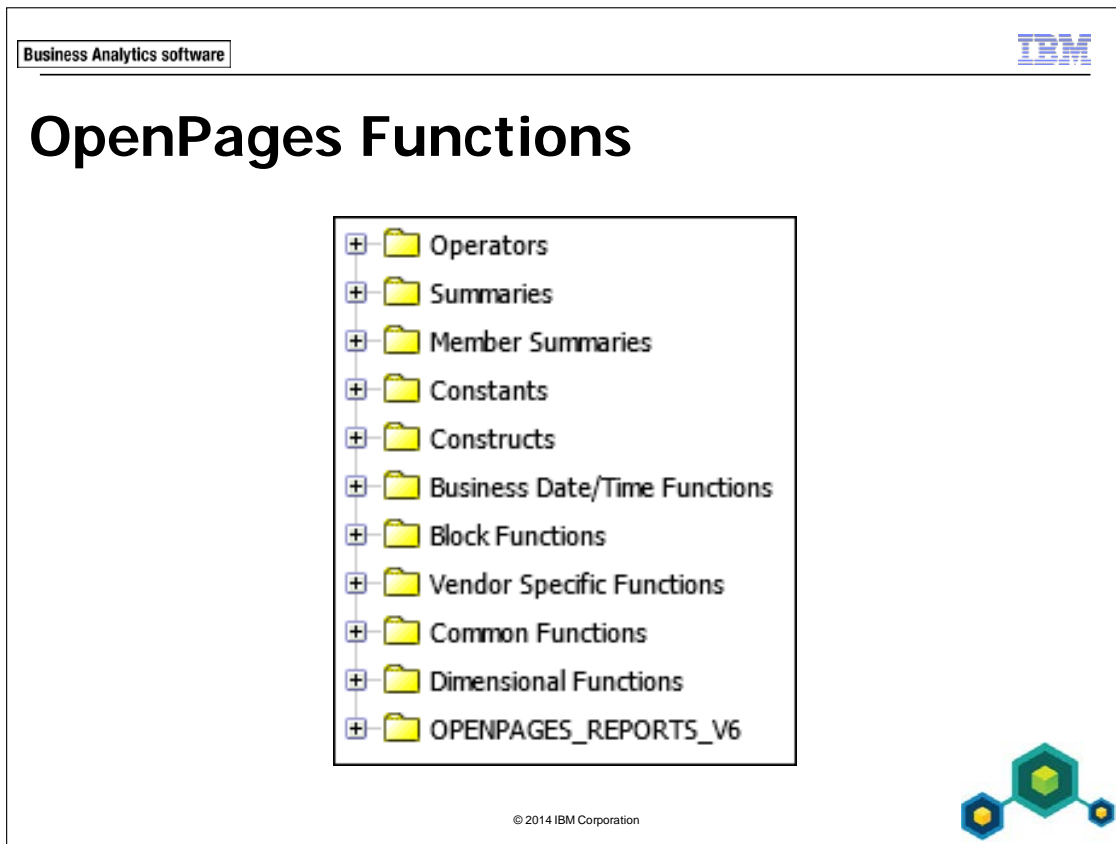 Business Analytics software
IBM
OpenPages Functions
Operators
Summaries
Member Summaries
Constants
Constructs
Business Date/Time Functions
Block Functions
Vendor Specific Functions
Common Functions
Dimensional Functions
OPENPAGES_REPORTS_V6
© 2014 IBM Corporation